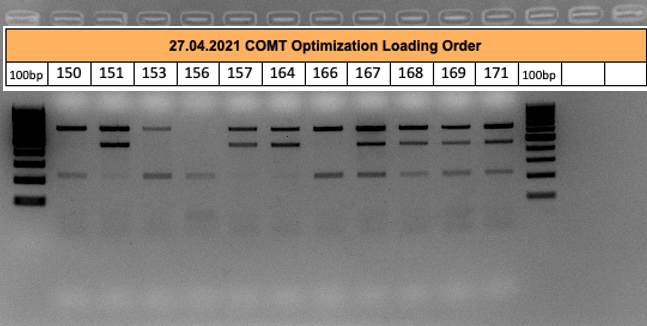 27.04.2021 COMT Optimization Loading Order
100bp 150 151 153 156 157 164 166 167 168 169 171 100bp